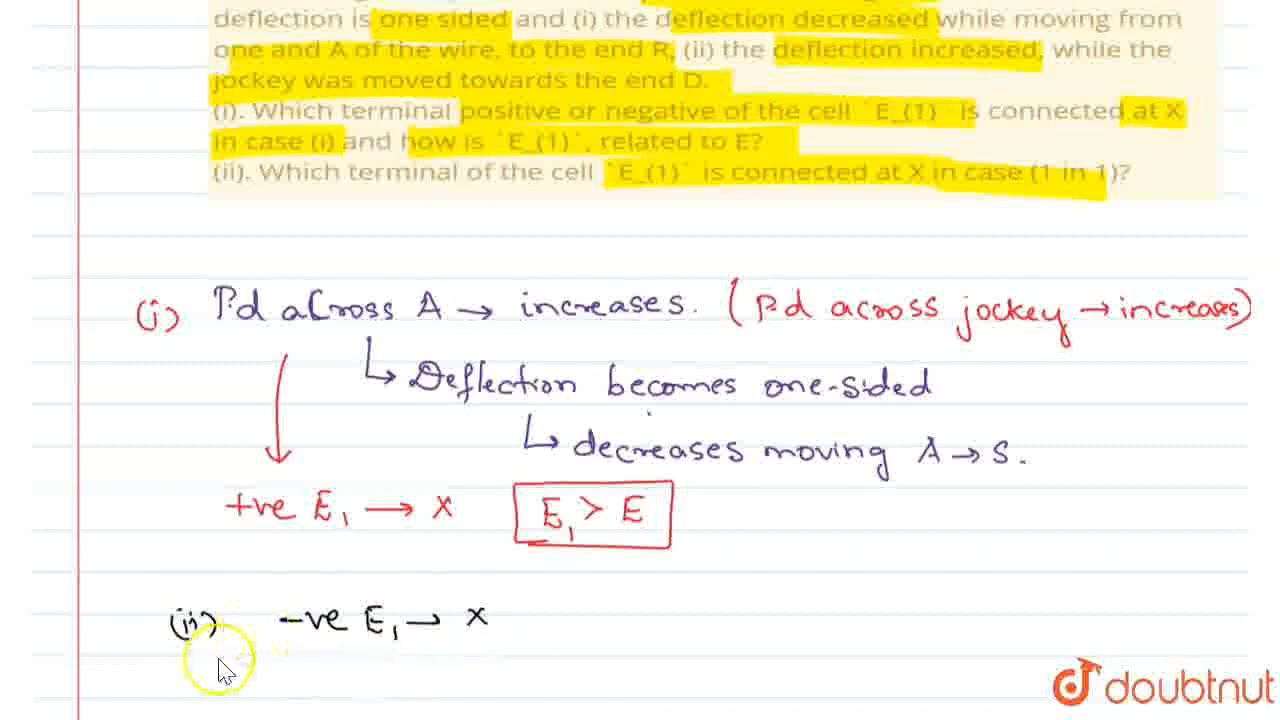 deflection is one sided and (i) the deflection decreased while moving from
one and A of the wire, to the end R, (ii) the deflection increased, while the
jockey was moved towards the end D.
(i). Which terminal positive or negative of the cell `E_(1)` is connected at X
in case (i) and how is `E_(1)`, related to E?
(ii). Which terminal of the cell `E_(1)` is connected at X in case (1 in 1)?
(i) Pd across A → increases. (Pd across jockey → increases)
↳ Deflection becomes one-sided
↳ decreases moving A → S.
+ve E₁ → X E₁ > E
(ii) -ve E₁ → X
doubtnut